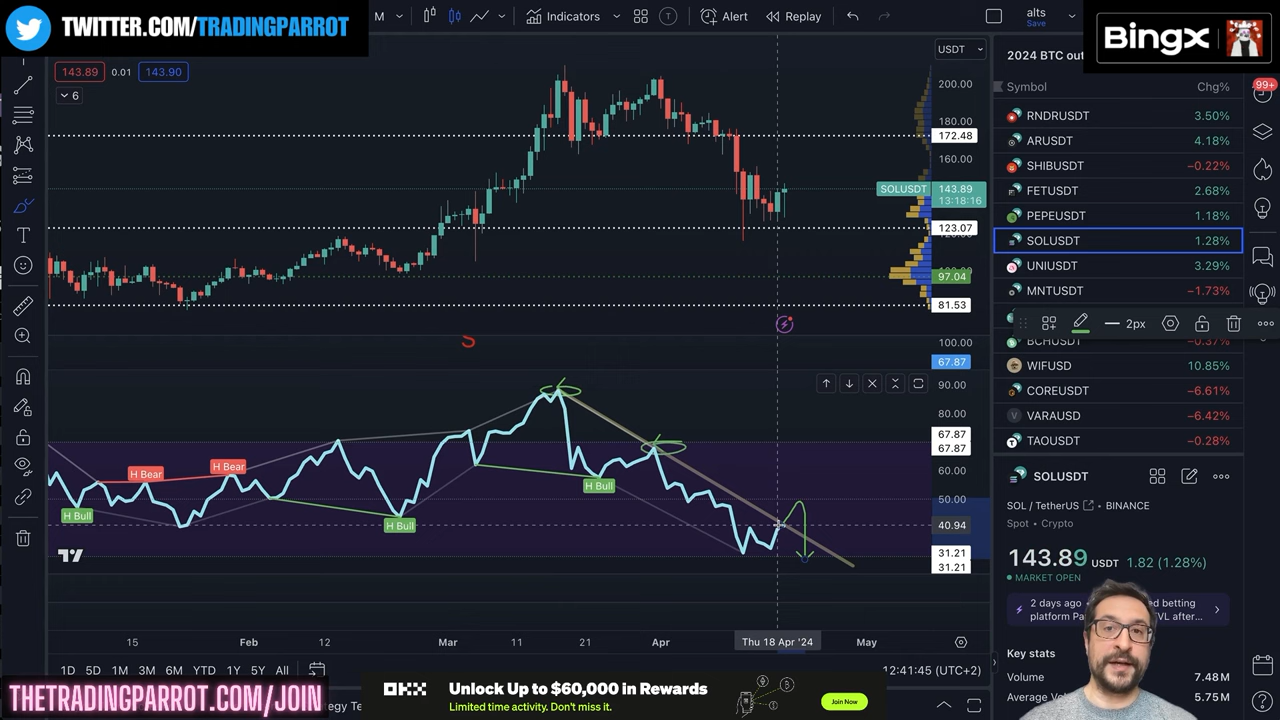 TWITTER.COM/TRADINGPARROT
M
Indicators
Alert
Replay
alts
Save
BingX
143.89 0.01 143.90
6
USDT
200.00
180.00
172.48
160.00
SOLUSDT 143.89
13:18:16
123.07
97.04
81.53
S
100.00
67.87
90.00
80.00
67.87
67.87
60.00
50.00
40.94
31.21
31.21
H Bear
H Bear
H Bull
H Bull
H Bull
15 Feb 12 Mar 11 21 Apr Thu 18 Apr '24 May
1D 5D 1M 3M 6M YTD 1Y 5Y All
12:41:45 (UTC+2)
2024 BTC out
99+
Symbol Chg%
RNDRUSDT 3.50%
ARUSDT 4.18%
SHIBUSDT −0.22%
FETUSDT 2.68%
PEPEUSDT 1.18%
SOLUSDT 1.28%
UNIUSDT 3.29%
MNTUSDT −1.73%
2px
BCHUSDT −0.37%
WIFUSD 10.85%
COREUSDT −6.61%
VARAUSD −6.42%
TAOUSDT −0.28%
SOLUSDT
SOL / TetherUS BINANCE
Spot • Crypto
143.89 USDT 1.82 (1.28%)
MARKET OPEN
2 days ago
ed betting
platform Pa
VL after...
Key stats
Volume 7.48 M
Average Vo 5.75 M
THETRADINGPARROT.COM/JOIN
egy Te
OKX
Unlock Up to $60,000 in Rewards
Limited time activity. Don't miss it.
Join Now